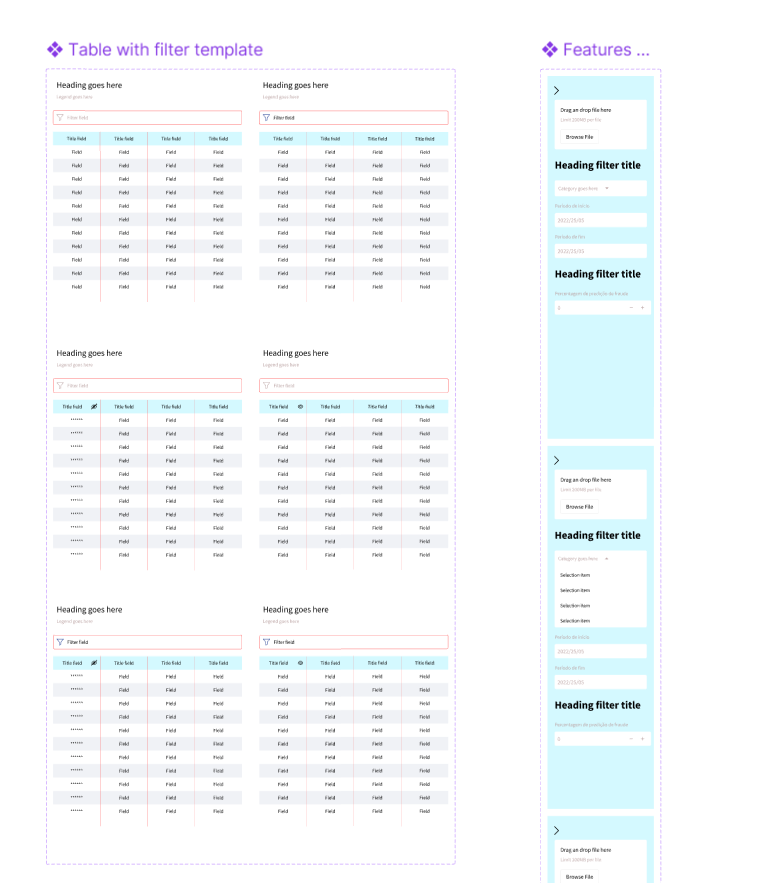 Table with filter template
Heading goes here
Legend goes here
Filter field
Title field Title field Title field Title field
Field Field Field Field
Field Field Field Field
Field Field Field Field
Field Field Field Field
Field Field Field Field
Field Field Field Field
Field Field Field Field
Field Field Field Field
Field Field Field Field
Field Field Field Field
Field Field Field Field
Heading goes here
Legend goes here
Filter field
Title field Title field Title field Title field
Field Field Field Field
Field Field Field Field
Field Field Field Field
Field Field Field Field
Field Field Field Field
Field Field Field Field
Field Field Field Field
Field Field Field Field
Field Field Field Field
Field Field Field Field
Field Field Field Field
Heading goes here
Legend goes here
Filter field
Title field Title field Title field Title field
****** Field Field Field
****** Field Field Field
****** Field Field Field
****** Field Field Field
****** Field Field Field
****** Field Field Field
****** Field Field Field
****** Field Field Field
****** Field Field Field
****** Field Field Field
****** Field Field Field
Heading goes here
Legend goes here
Filter field
Title field Title field Title field Title field
Field Field Field Field
Field Field Field Field
Field Field Field Field
Field Field Field Field
Field Field Field Field
Field Field Field Field
Field Field Field Field
Field Field Field Field
Field Field Field Field
Field Field Field Field
Field Field Field Field
Heading goes here
Legend goes here
Filter field
Title field Title field Title field Title field
****** Field Field Field
****** Field Field Field
****** Field Field Field
****** Field Field Field
****** Field Field Field
****** Field Field Field
****** Field Field Field
****** Field Field Field
****** Field Field Field
****** Field Field Field
****** Field Field Field
Heading goes here
Legend goes here
Filter field
Title field Title field Title field Title field
Field Field Field Field
Field Field Field Field
Field Field Field Field
Field Field Field Field
Field Field Field Field
Field Field Field Field
Field Field Field Field
Field Field Field Field
Field Field Field Field
Field Field Field Field
Field Field Field Field
Features ...
Drag an drop file here
Limit 200MB per file
Browse File
Heading filter title
Category goes here
Período de início
2022/25/05
Período de fim
2022/25/05
Heading filter title
Percentagem de predição de fraude
0 - +
Drag an drop file here
Limit 200MB per file
Browse File
Heading filter title
Category goes here
Selection item
Selection item
Selection item
Selection item
Período de início
2022/25/05
Período de fim
2022/25/05
Heading filter title
Percentagem de predição de fraude
0 - +
Drag an drop file here
Limit 200MB per file
Browse File